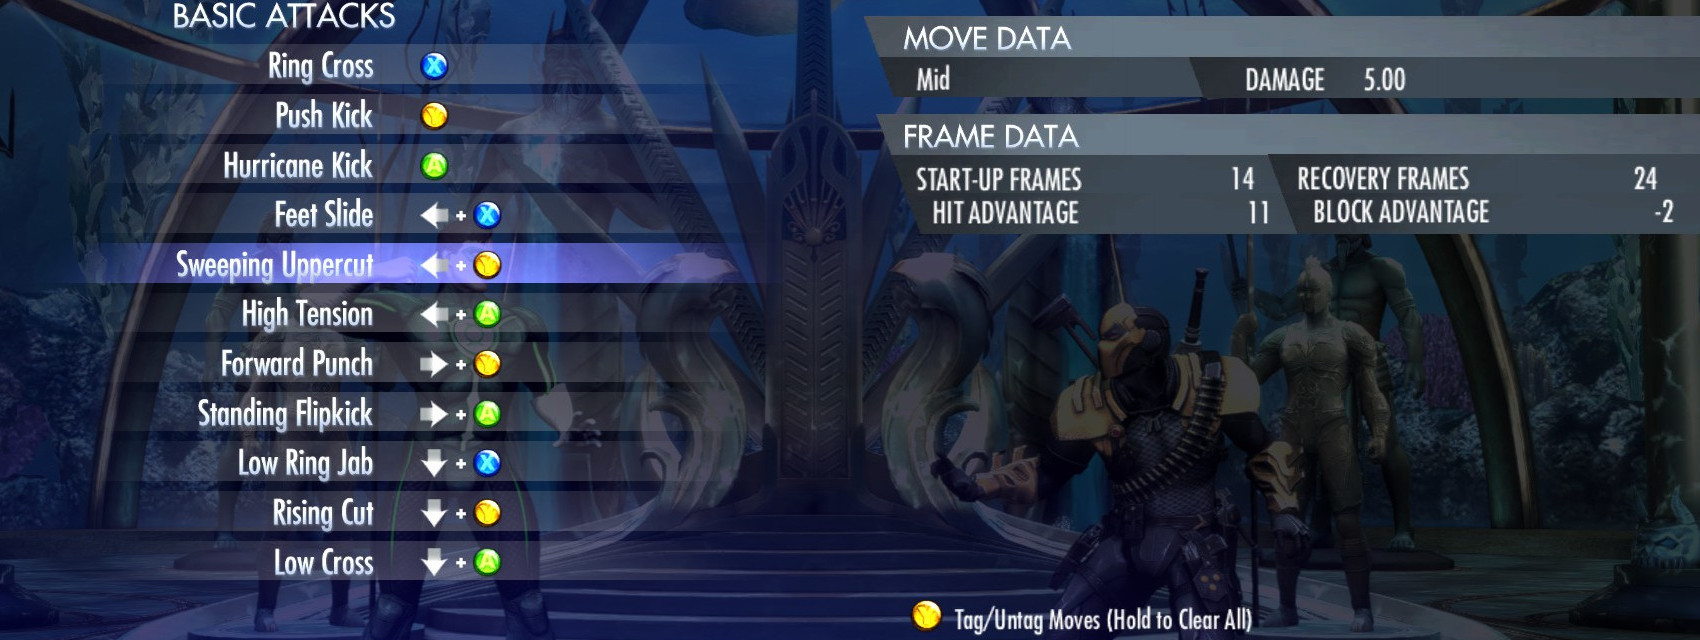 BASIC ATTACKS
Ring Cross X
Push Kick Y
Hurricane Kick A
Feet Slide + X
Sweeping Uppercut + Y
High Tension + A
Forward Punch + Y
Standing Flipkick + A
Low Ring Jab + X
Rising Cut + Y
Low Cross + A
MOVE DATA
Mid DAMAGE 5.00
FRAME DATA
START-UP FRAMES 14 RECOVERY FRAMES 24
HIT ADVANTAGE 11 BLOCK ADVANTAGE -2
Y Tag/Untag Moves (Hold to Clear All)